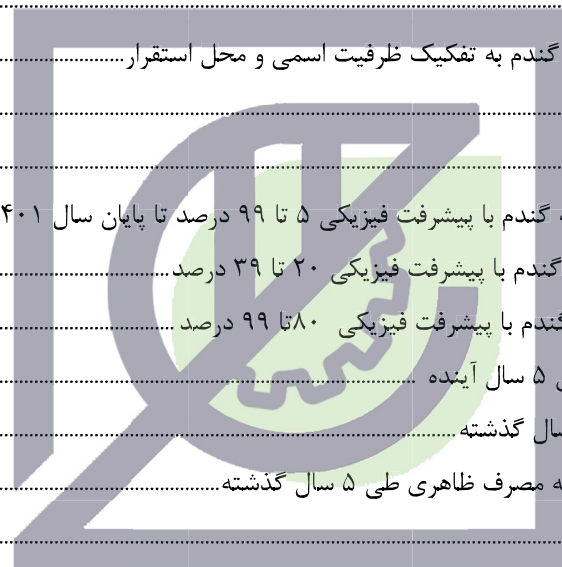 گندم به تفکیک ظرفیت اسمی و محل استقرار
گندم با پیشرفت فیزیکی ۵ تا ۹۹ درصد تا پایان سال ۴۰۱
گندم با پیشرفت فیزیکی ۲۰ تا ۳۹ درصد
گندم با پیشرفت فیزیکی ۸۰تا ۹۹ درصد
۵ سال آینده
سال گذشته
مصرف ظاهری طی ۵ سال گذشته